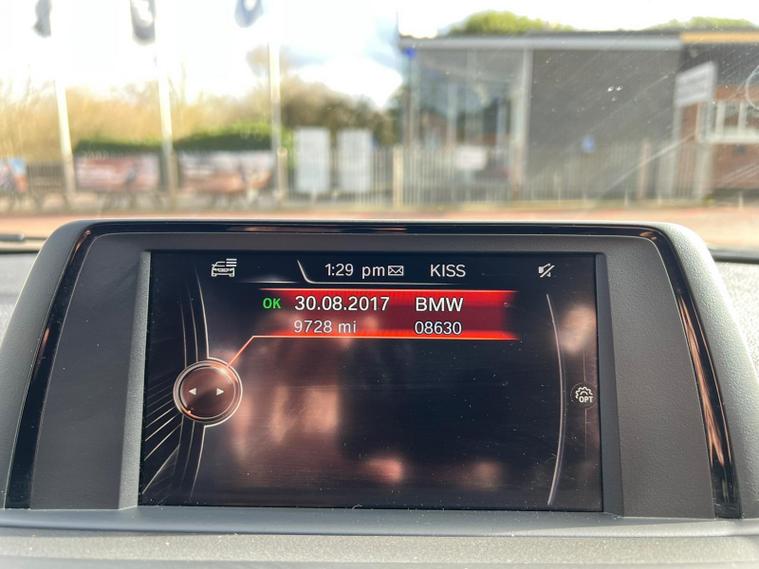 1:29 pm KISS
OK 30.08.2017 BMW
9728 mi 08630
OPT